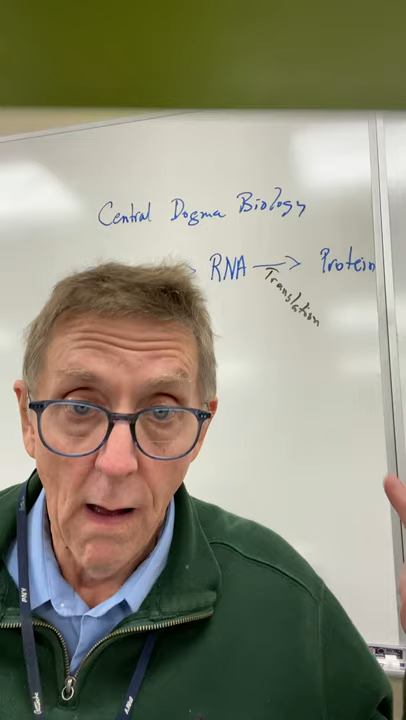 Central Dogma Biology
> RNA → Protein
Translation